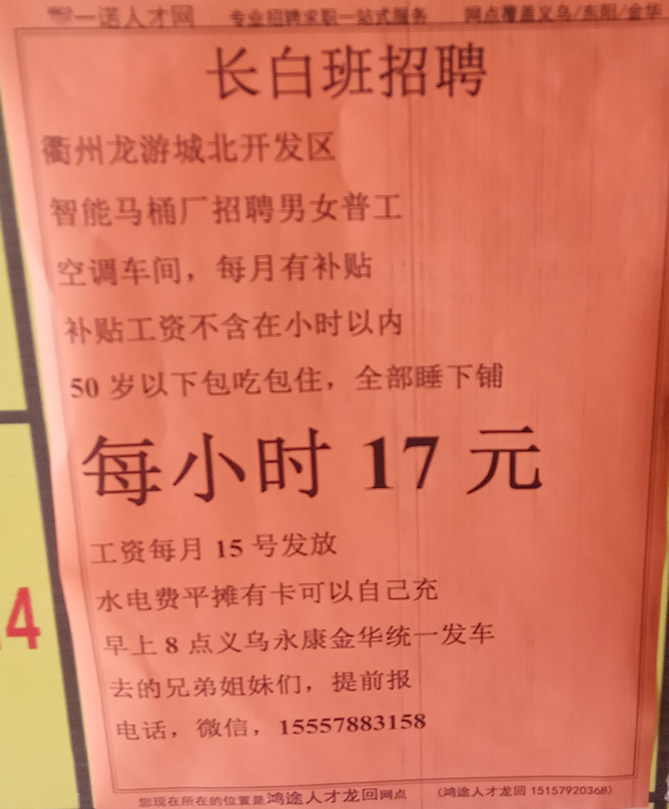 一诺人才网 专业招聘求职一站式服务 网点覆盖义乌/东阳/金华
长白班招聘
衢州龙游城北开发区
智能马桶厂招聘男女普工
空调车间，每月有补贴
补贴工资不含在小时以内
50 岁以下包吃包住，全部睡下铺
每小时 17 元
工资每月 15 号发放
水电费平摊有卡可以自己充
早上 8 点义乌永康金华统一发车
去的兄弟姐妹们，提前报
电话，微信，15557883158
您现在所在的位置是鸿途人才龙回网点 （鸿途人才龙回 15157920368）
4